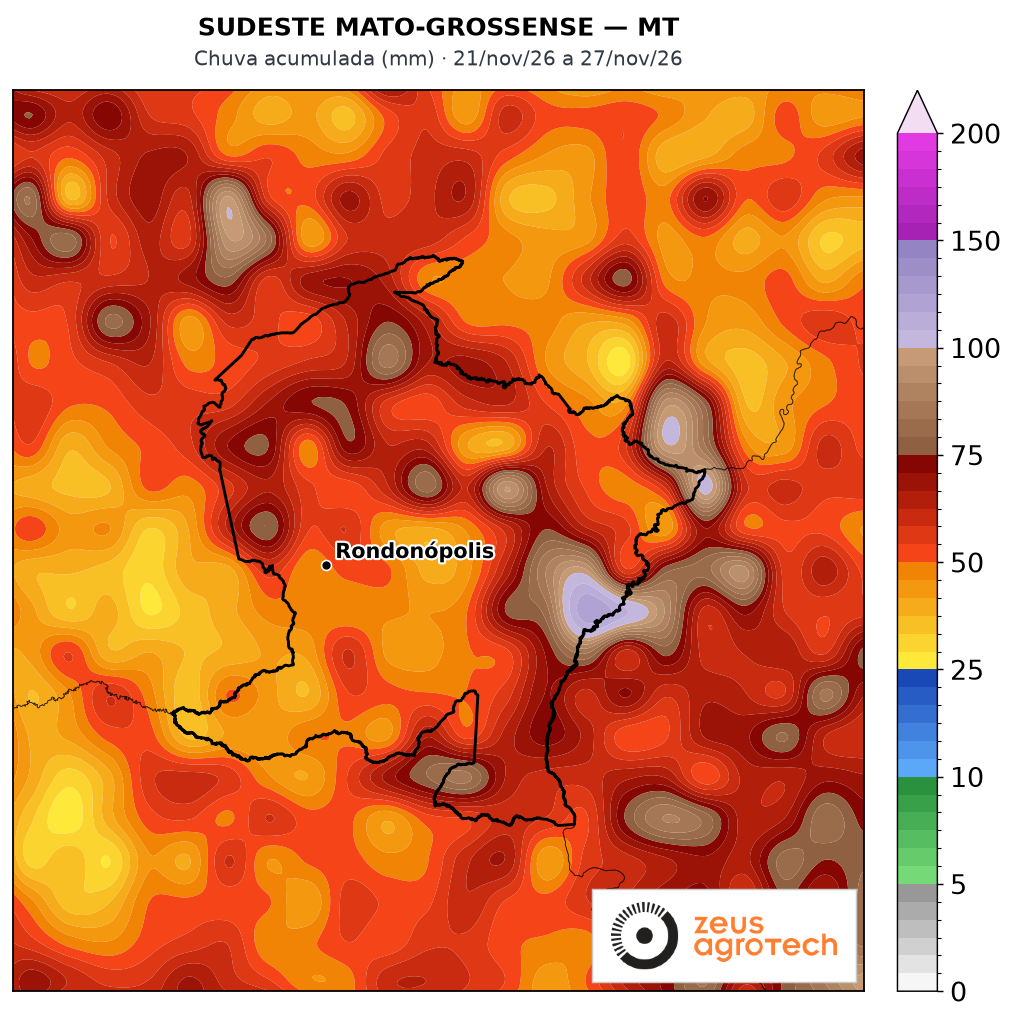 SUDESTE MATO-GROSSENSE — MT
Chuva acumulada (mm) · 21/nov/26 a 27/nov/26
200
150
100
75
50
25
10
5
0
Rondonópolis
zeus
agrotech